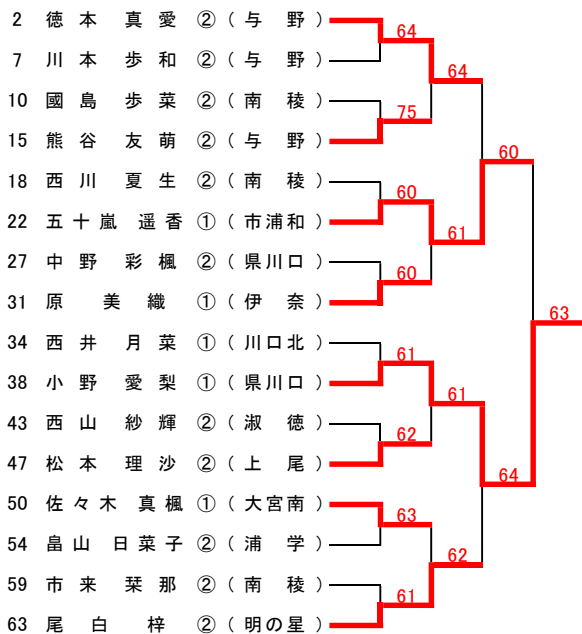 2 徳本 真愛 ② ( 与 野 )
64
7 川本 歩和 ② ( 与 野 )
64
10 國島 歩菜 ② ( 南 稜 )
75
15 熊谷 友萌 ② ( 与 野 )
60
18 西川 夏生 ② ( 南 稜 )
60
22 五十嵐 遥香 ① ( 市浦和 )
61
27 中野 彩楓 ② ( 県川口 )
60
31 原 美織 ① ( 伊 奈 )
63
34 西井 月菜 ① ( 川口北 )
61
38 小野 愛梨 ① ( 県川口 )
61
43 西山 紗輝 ② ( 淑 徳 )
62
47 松本 理沙 ② ( 上 尾 )
64
50 佐々木 真楓 ① ( 大宮南 )
63
54 畠山 日菜子 ② ( 浦 学 )
62
59 市来 栞那 ② ( 南 稜 )
61
63 尾白 梓 ② ( 明の星 )